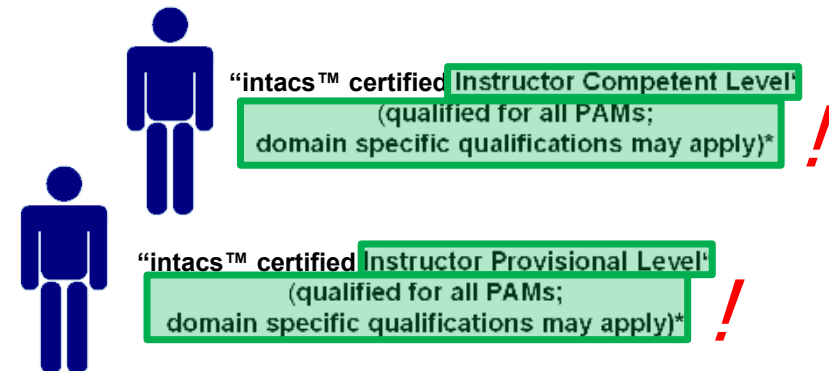 “intacs™ certified Instructor Competent Level‘
(qualified for all PAMs;
domain specific qualifications may apply)*
!
“intacs™ certified Instructor Provisional Level‘
(qualified for all PAMs;
domain specific qualifications may apply)*
!